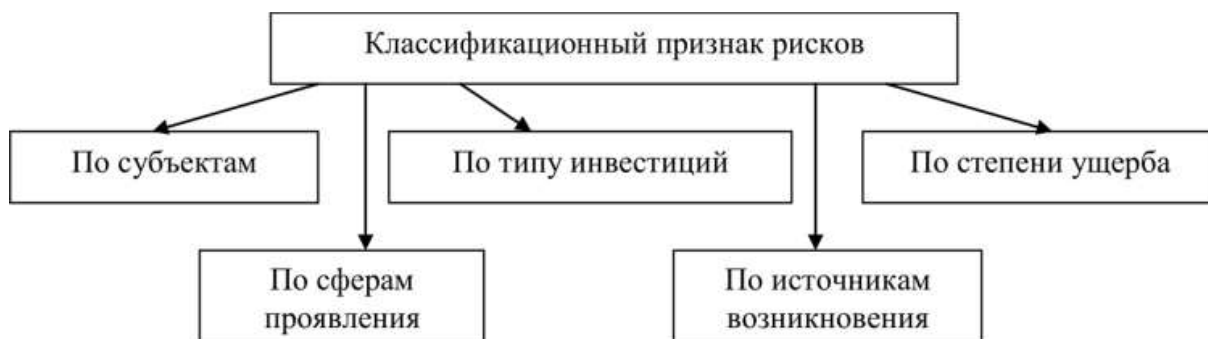 Классификационный признак рисков
По субъектам
По типу инвестиций
По степени ущерба
По сферам
проявления
По источникам
возникновения